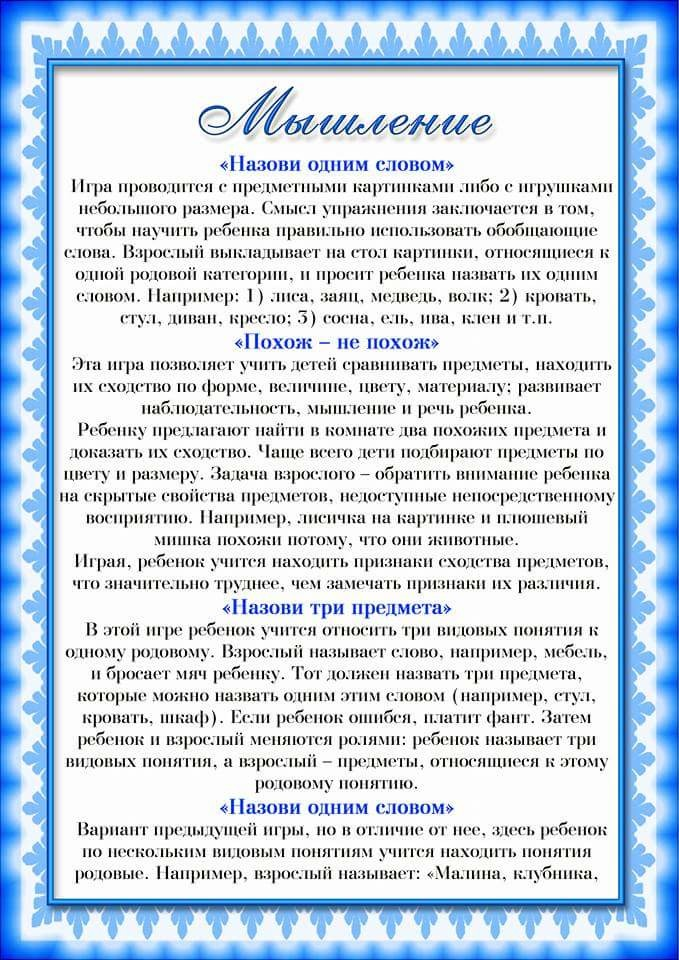 Мышление
«Назови одним словом»
Игра проводится с предметными картинками либо с игрушками
небольшого размера. Смысл упражнения заключается в том,
чтобы научить ребенка правильно использовать обобщающие
слова. Взрослый выкладывает на стол картинки, относящиеся к
одной родовой категории, и просит ребенка назвать их одним
словом. Например: 1) лиса, заяц, медведь, волк; 2) кровать,
стул, диван, кресло; 3) сосна, ель, ива, клен и т.п.
«Похож – не похож»
Эта игра позволяет учить детей сравнивать предметы, находить
их сходство по форме, величине, цвету, материалу; развивает
наблюдательность, мышление и речь ребенка.
Ребенку предлагают найти в комнате два похожих предмета и
доказать их сходство. Чаще всего дети подбирают предметы по
цвету и размеру. Задача взрослого – обратить внимание ребенка
на скрытые свойства предметов, недоступные непосредственному
восприятию. Например, лисичка на картинке и плюшевый
мишка похожи потому, что они животные.
Играя, ребенок учится находить признаки сходства предметов,
что значительно труднее, чем замечать признаки их различия.
«Назови три предмета»
В этой игре ребенок учится относить три видовых понятия к
одному родовому. Взрослый называет слово, например, мебель,
и бросает мяч ребенку. Тот должен назвать три предмета,
которые можно назвать одним этим словом (например, стул,
кровать, шкаф). Если ребенок ошибся, платит фант. Затем
ребенок и взрослый меняются ролями: ребенок называет три
видовых понятия, а взрослый – предметы, относящиеся к этому
родовому понятию.
«Назови одним словом»
Вариант предыдущей игры, но в отличие от нее, здесь ребенок
по нескольким видовым понятиям учится находить понятия
родовые. Например, взрослый называет: «Малина, клубника,